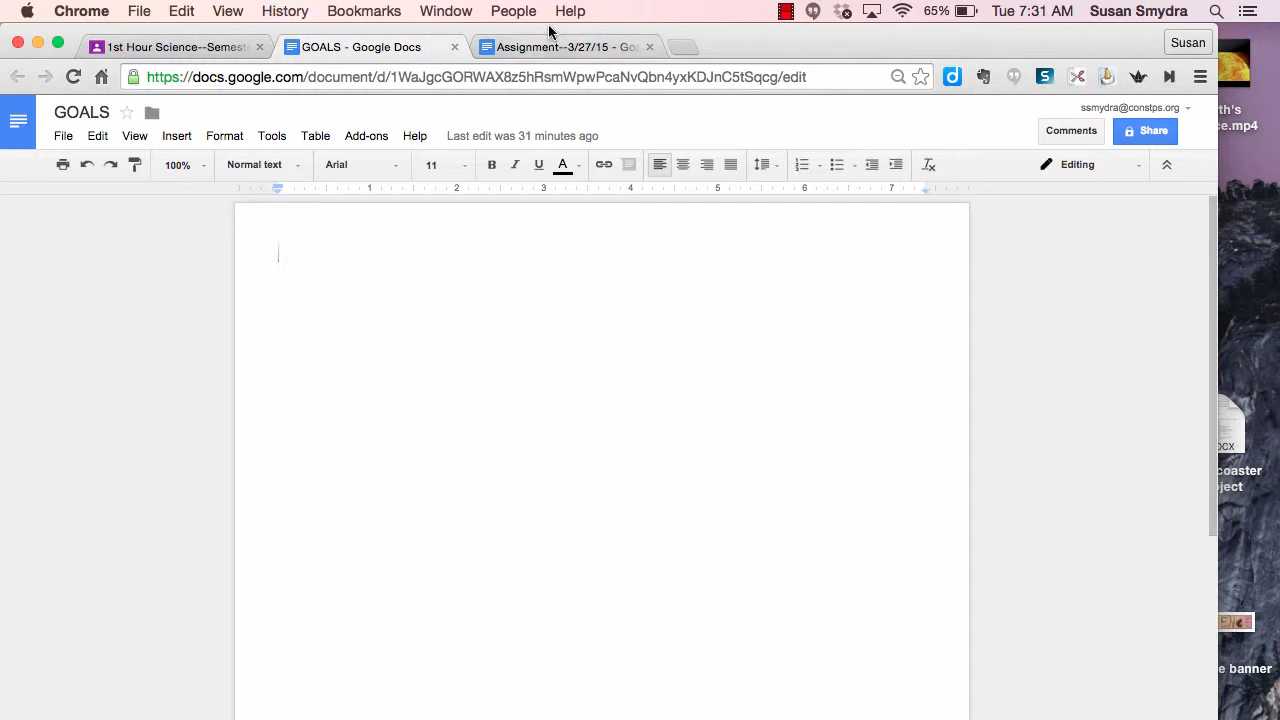 Chrome File Edit View History Bookmarks Window People Help 65% Tue 7:31 AM Susan Smydra
1st Hour Science--Semest GOALS - Google Docs Assignment--3/27/15 - Goo Susan
https://docs.google.com/document/d/1WaJgcGORWAX8z5hRsmWpwPcaNvQbn4yxKDJnC5tSqcg/edit
GOALS
ssmydra@constps.org
File Edit View Insert Format Tools Table Add-ons Help Last edit was 31 minutes ago
Comments Share
100% Normal text Arial 11 B I U A Editing
1 2 3 4 5 6 7
th's
ce.mp4
OCX
coaster
ject
e banner